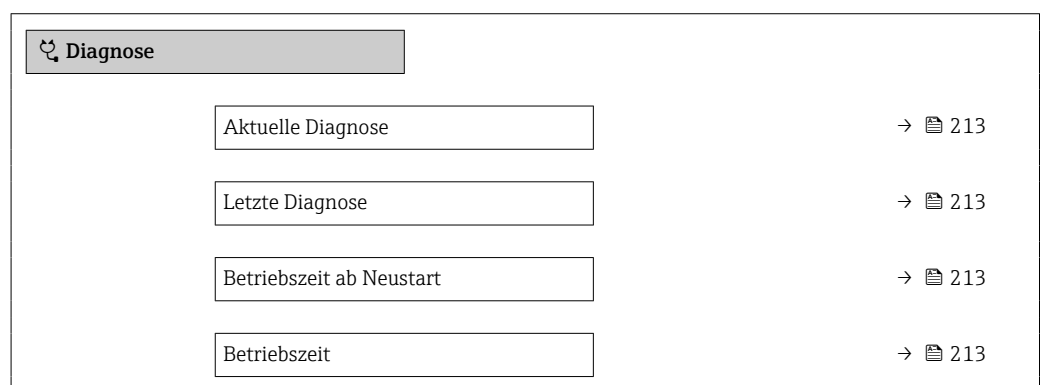 Diagnose
Aktuelle Diagnose → 213
Letzte Diagnose → 213
Betriebszeit ab Neustart → 213
Betriebszeit → 213